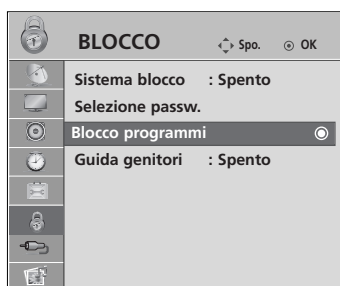 BLOCCO Spo. OK
Sistema blocco : Spento
Selezione passw.
Blocco programmi
Guida genitori : Spento